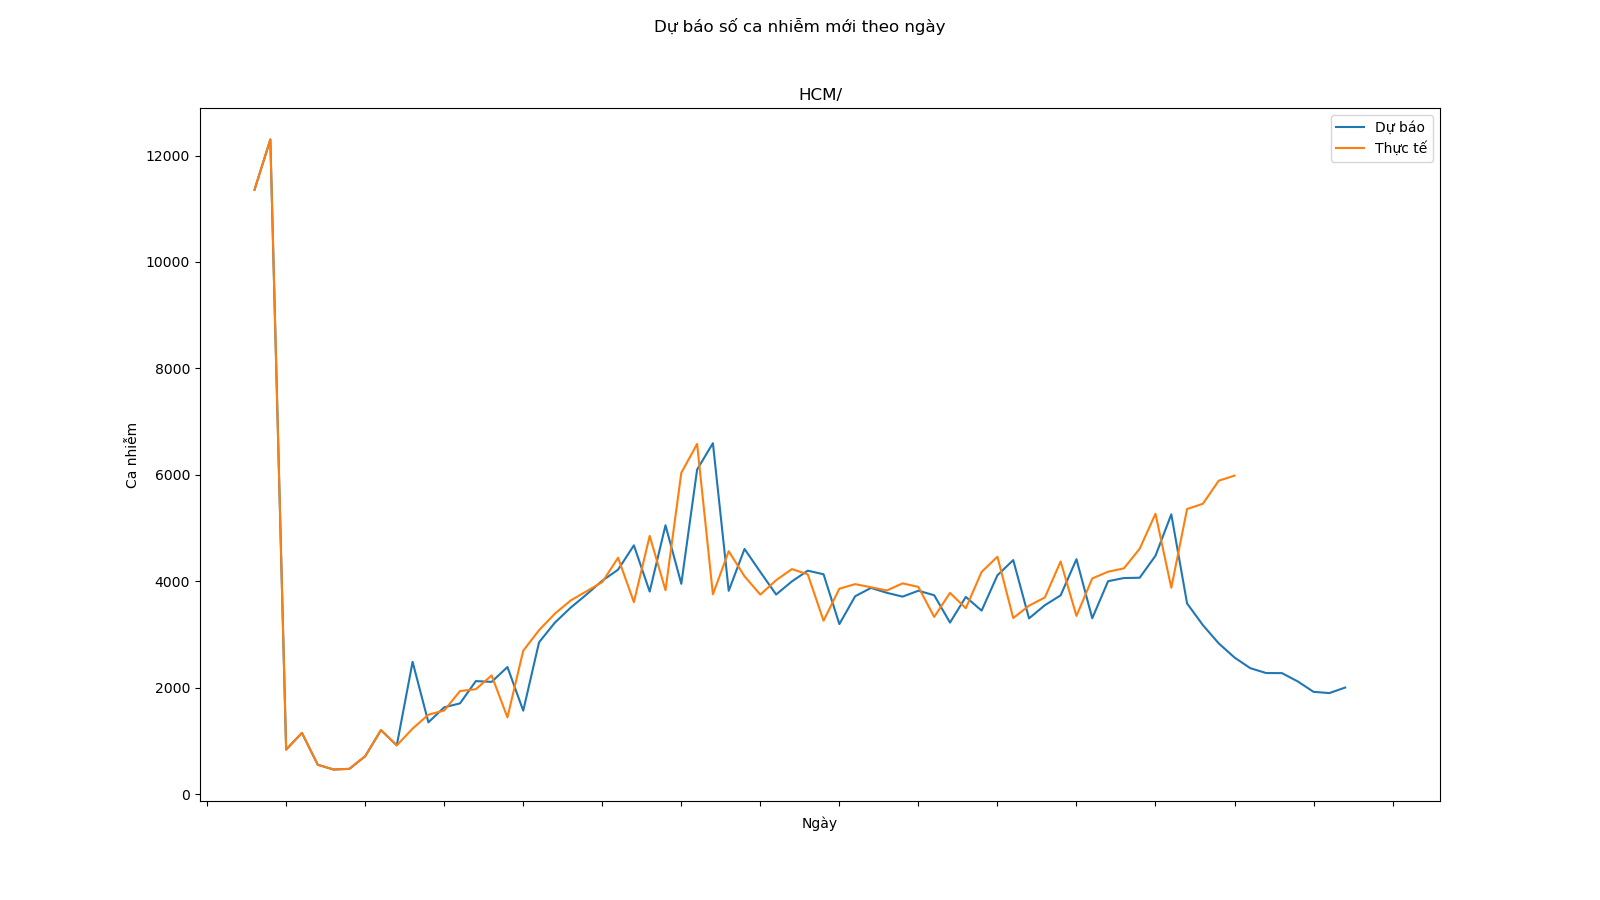 Dự báo số ca nhiễm mới theo ngày
HCM/
Dự báo
Thực tế
12000
10000
8000
6000
4000
2000
0
Ca nhiễm
Ngày